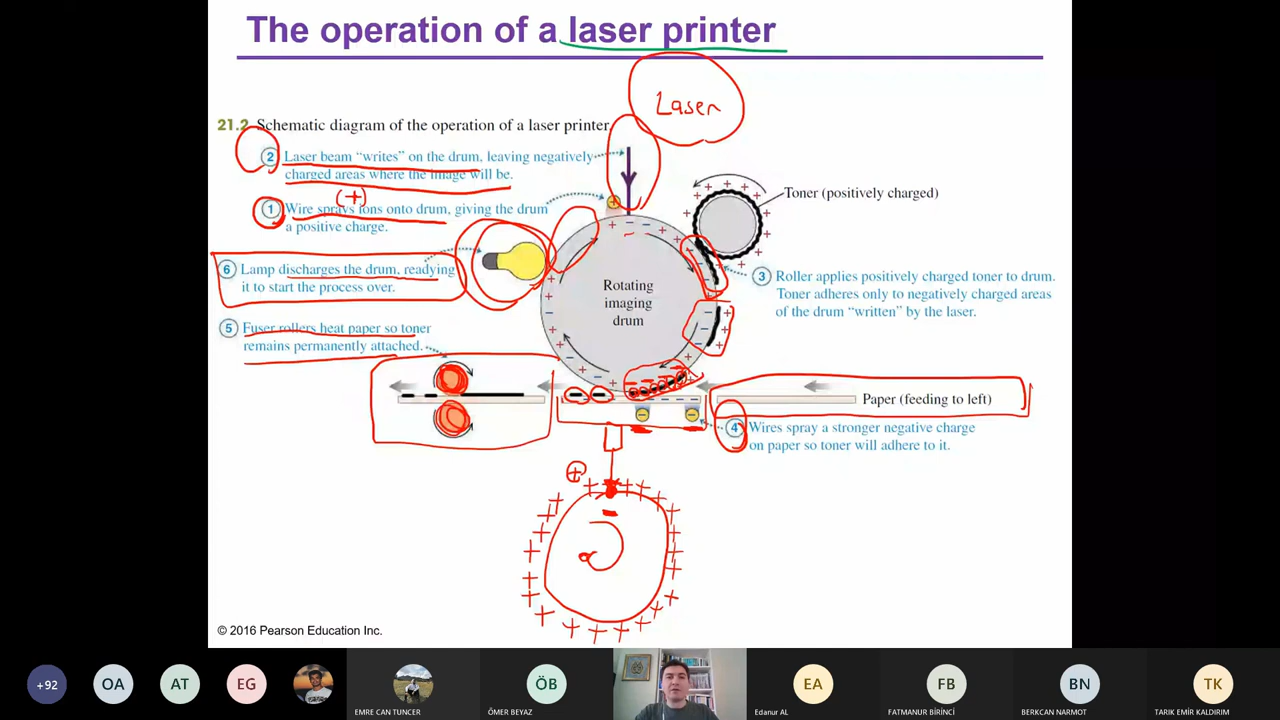 The operation of a laser printer
Laser
21.2 Schematic diagram of the operation of a laser printer.
2 Laser beam “writes” on the drum, leaving negatively
charged areas where the image will be.
(+)
1 Wire sprays ions onto drum, giving the drum
a positive charge.
Toner (positively charged)
6 Lamp discharges the drum, readying
it to start the process over.
3 Roller applies positively charged toner to drum.
Toner adheres only to negatively charged areas
of the drum “written” by the laser.
Rotating
imaging
drum
5 Fuser rollers heat paper so toner
remains permanently attached.
Paper (feeding to left)
4 Wires spray a stronger negative charge
on paper so toner will adhere to it.
© 2016 Pearson Education Inc.
+92
OA
AT
EG
EMRE CAN TUNCER
ÖB
ÖMER BEYAZ
EA
Edanur AL
FB
FATMANUR BİRİNCİ
BN
BERKCAN NARMOT
TK
TARIK EMİR KALDIRIM